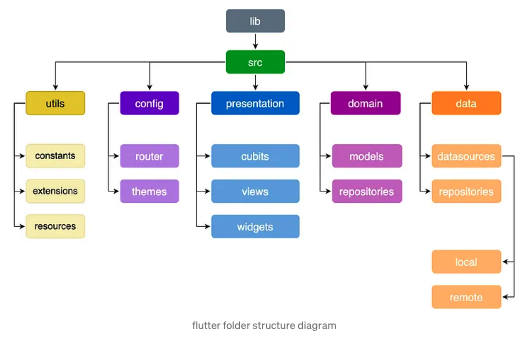 lib
src
utils
config
presentation
domain
data
constants
router
cubits
models
datasources
extensions
themes
views
repositories
repositories
resources
widgets
local
remote
flutter folder structure diagram